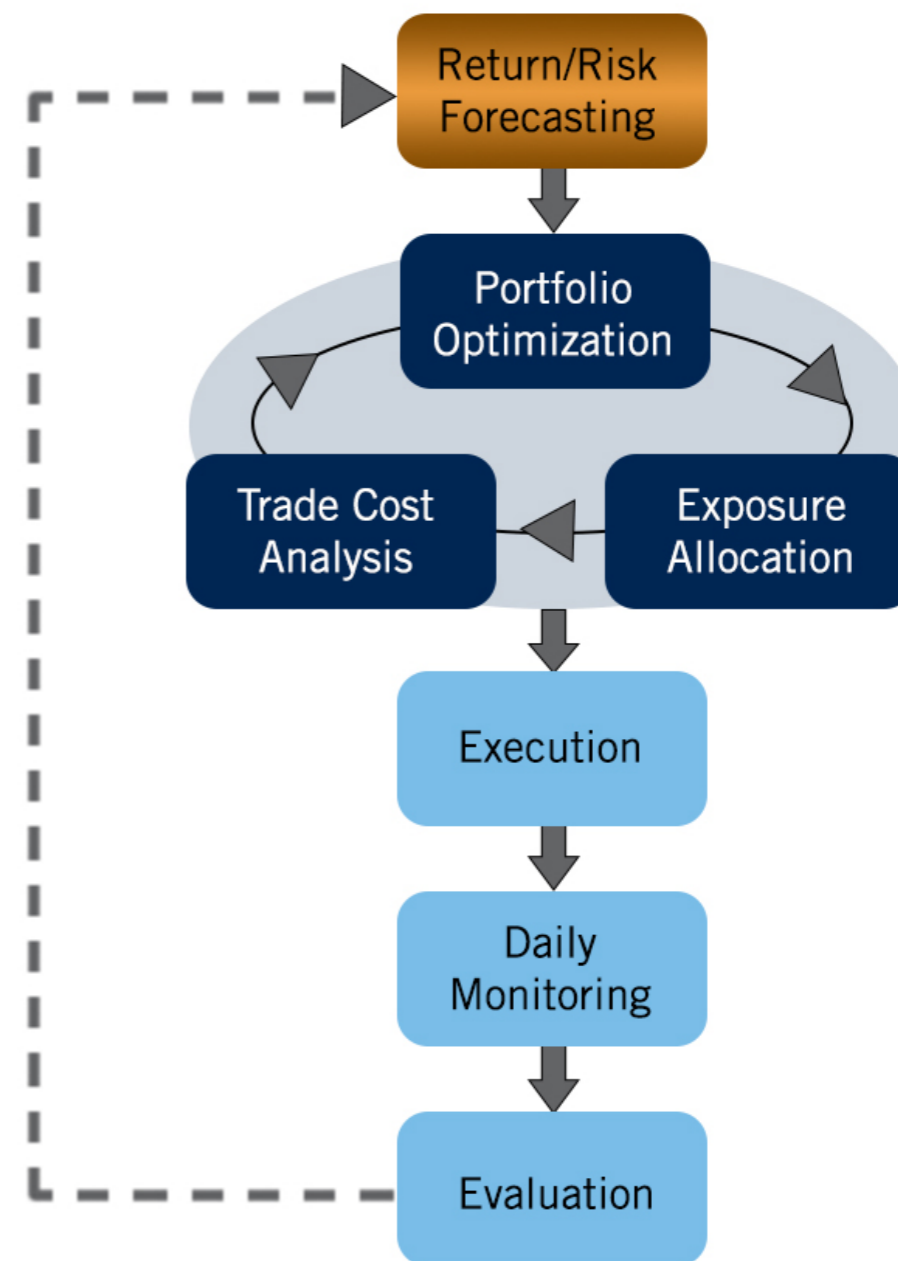 Return/Risk
Forecasting
Portfolio
Optimization
Trade Cost
Analysis
Exposure
Allocation
Execution
Daily
Monitoring
Evaluation